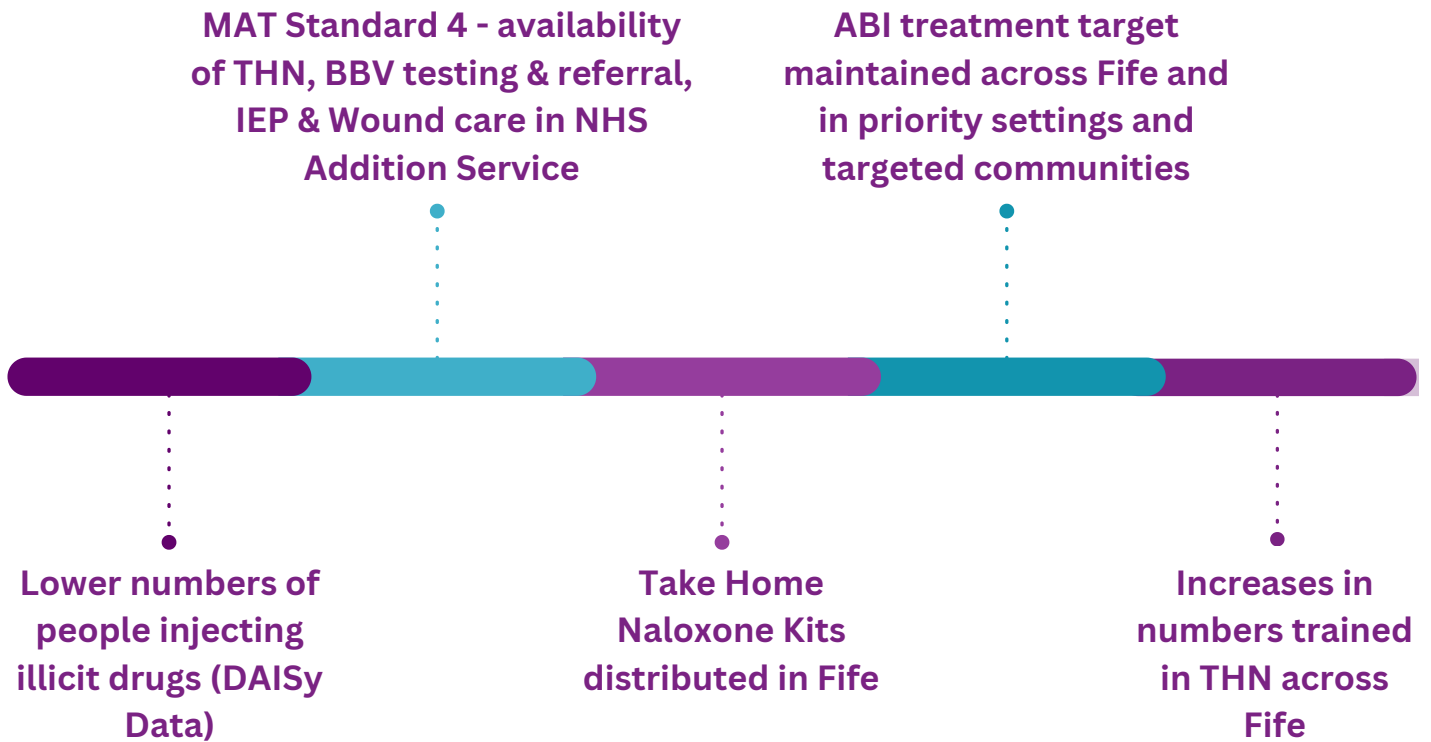 MAT Standard 4 - availability
of THN, BBV testing & referral,
IEP & Wound care in NHS
Addition Service
ABI treatment target
maintained across Fife and
in priority settings and
targeted communities
Lower numbers of
people injecting
illicit drugs (DAISy
Data)
Take Home
Naloxone Kits
distributed in Fife
Increases in
numbers trained
in THN across
Fife